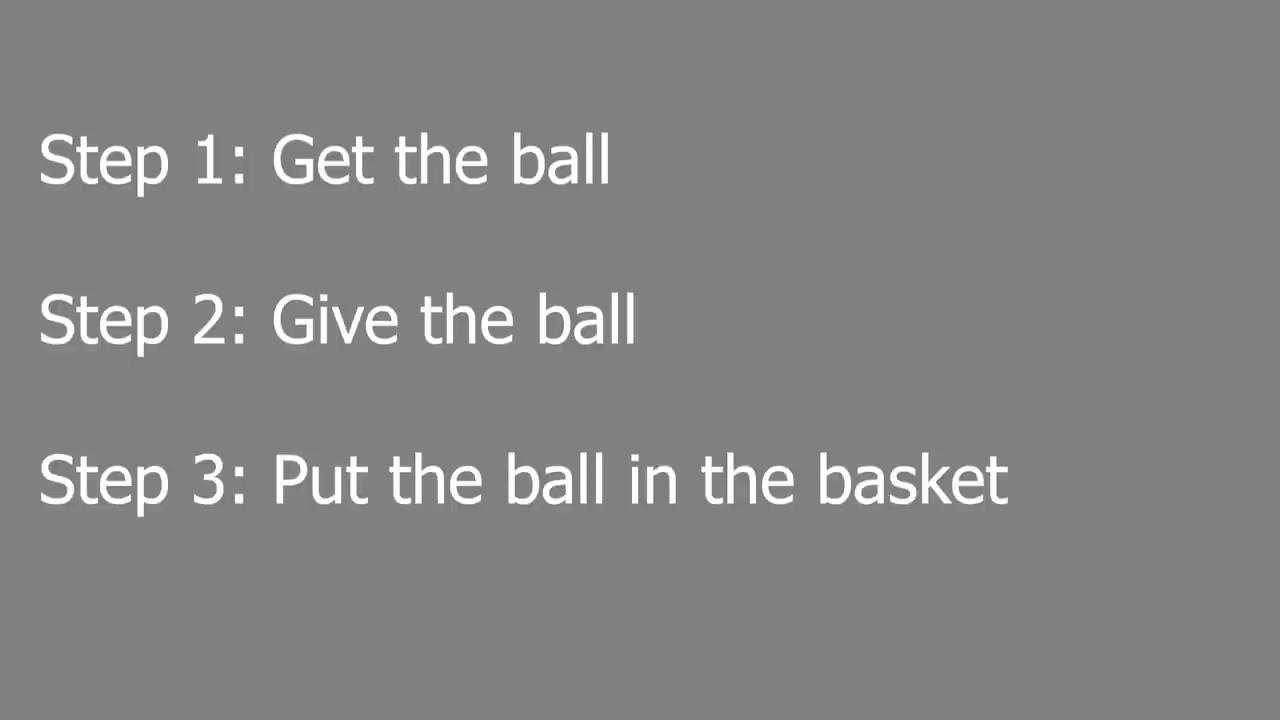 Step 1: Get the ball
Step 2: Give the ball
Step 3: Put the ball in the basket